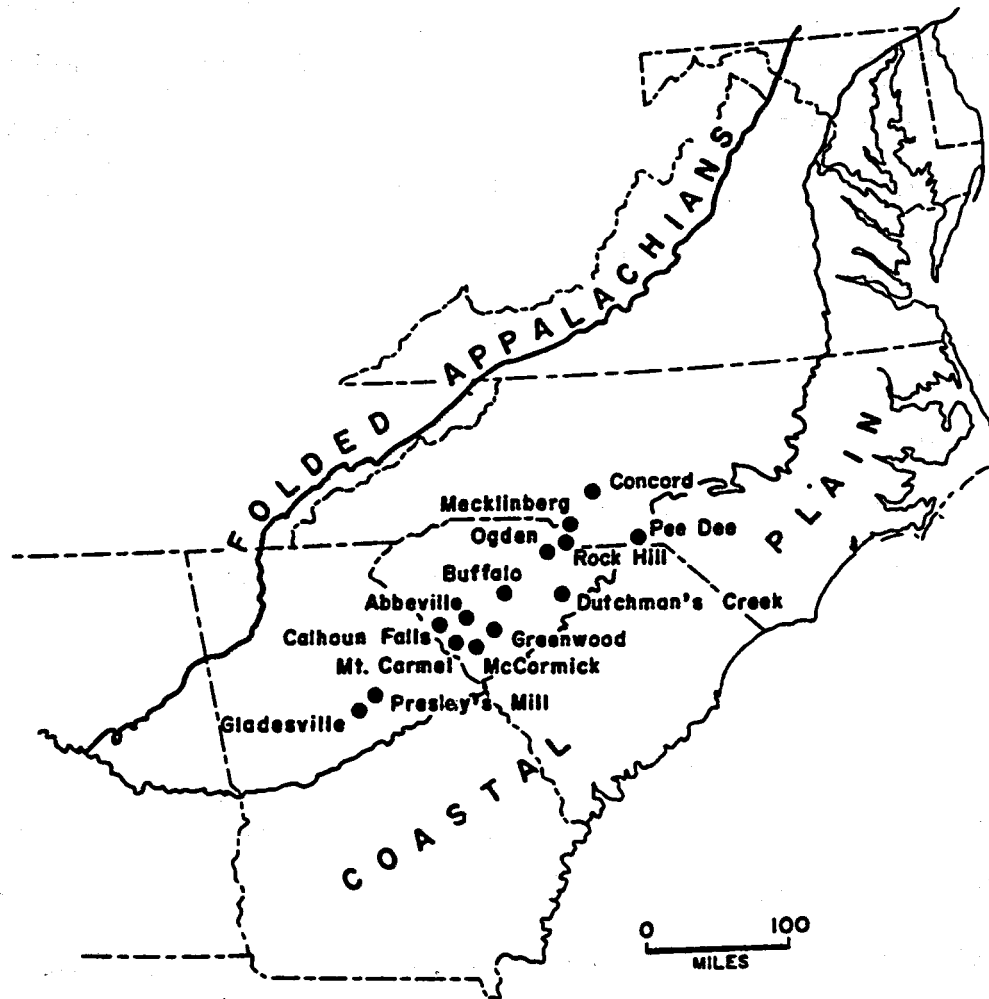 FOLDED APPALACHIANS
Concord
Mecklinberg
Pee Dee
Ogden
Rock Hill
Buffalo
Dutchman's Creek
Abbeville
Greenwood
Calhoun Falls
Mt. Carmel
McCormick
Presley's Mill
Gladesville
COASTAL PLAIN
0 100
MILES